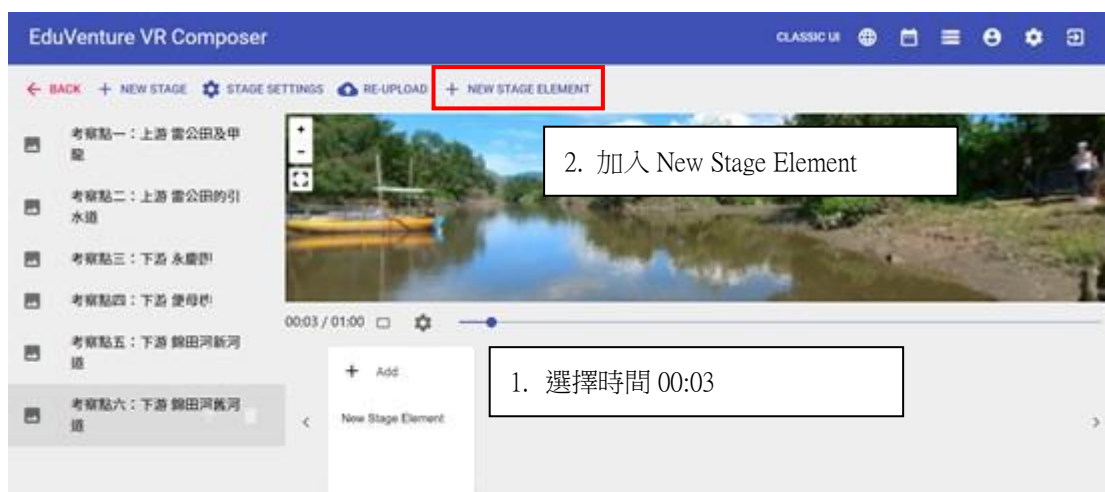 EduVenture VR Composer
CLASSIC UI
BACK + NEW STAGE STAGE SETTINGS RE-UPLOAD + NEW STAGE ELEMENT
考察點一：上游 雷公田及甲
龍
考察點二：上游 雷公田的引
水道
考察點三：下游 永慶圍
考察點四：下游 便母橋
考察點五：下游 錦田河新河
道
考察點六：下游 錦田河舊河
道
+
-
2. 加入 New Stage Element
00:03 / 01:00
+ Add
New Stage Element
1. 選擇時間 00:03